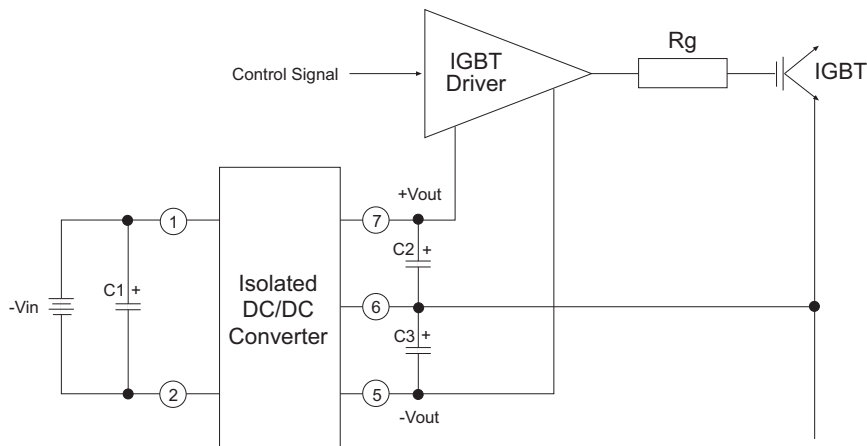 Rg
IGBT
Driver
IGBT
Control Signal
+Vout
1
7
C2 +
C1 +
Isolated
DC/DC
Converter
-Vin
6
C3 +
2
5
-Vout